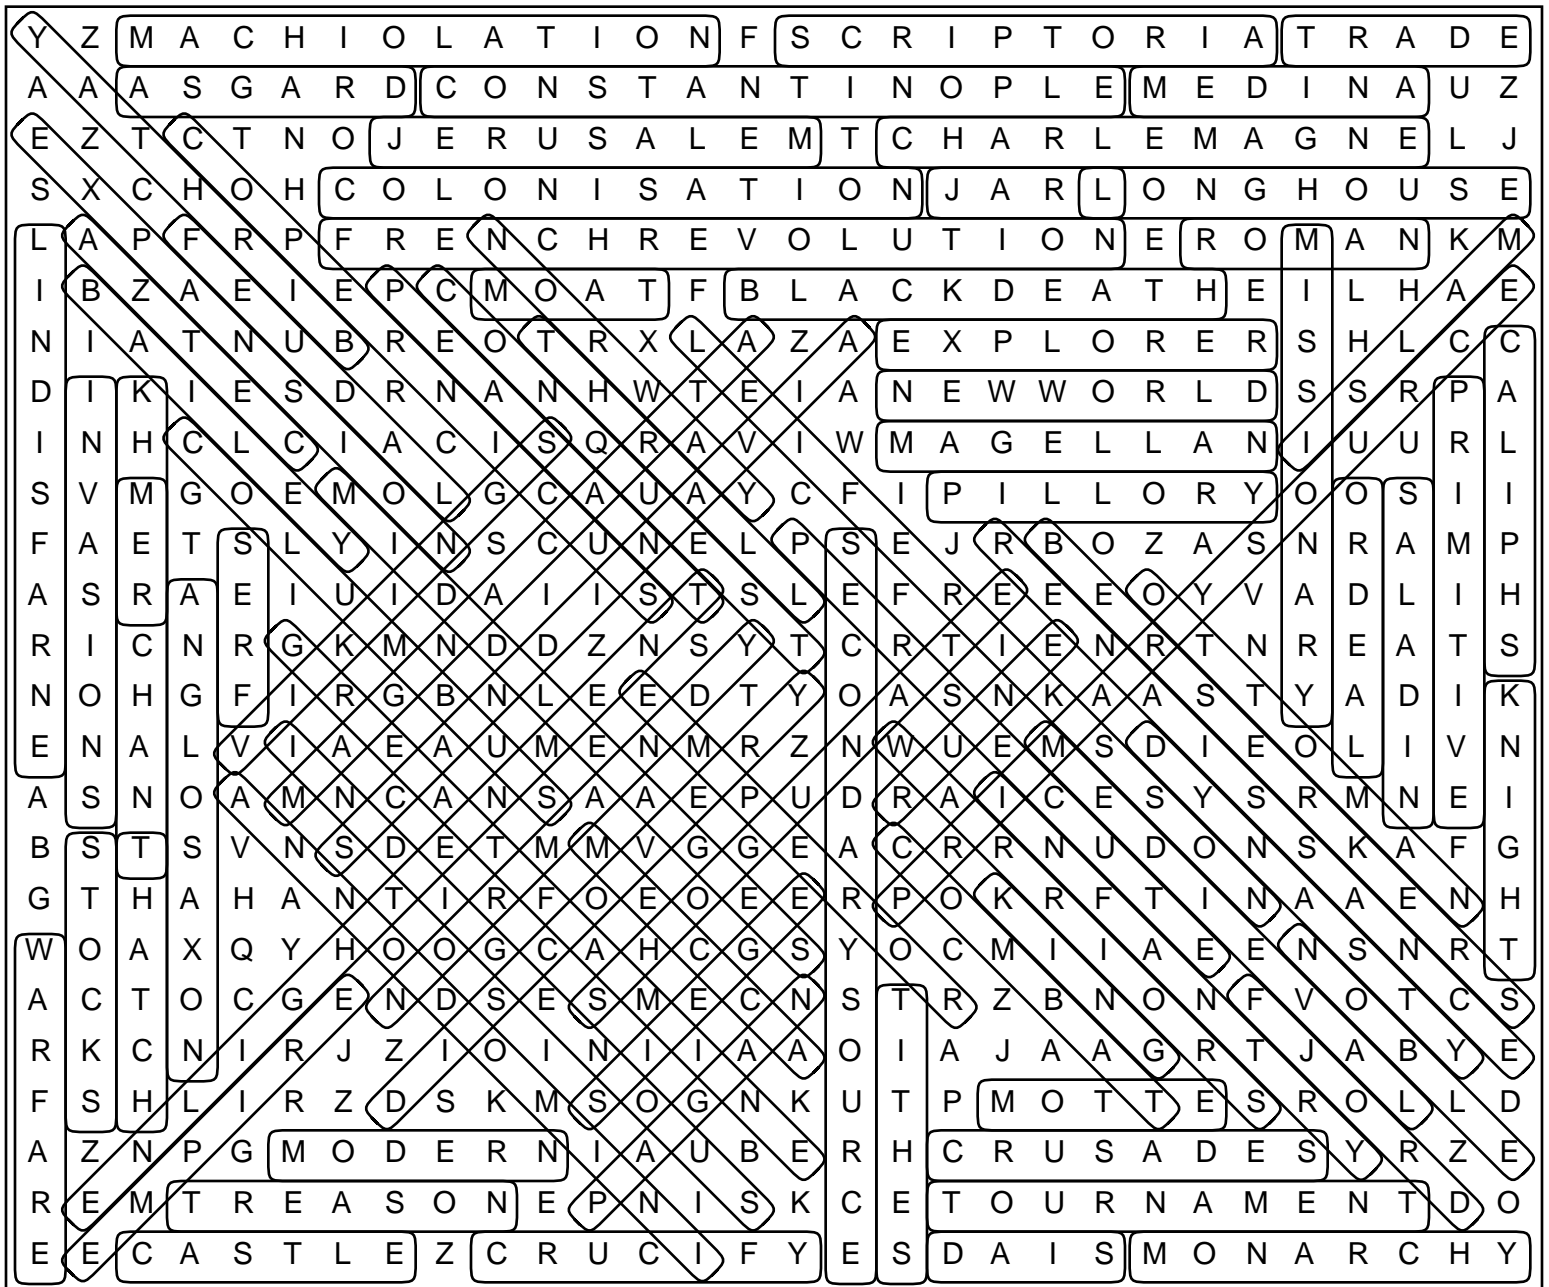 Y Z M A C H I O L A T I O N F S C R I P T O R I A T R A D E
A A A S G A R D C O N S T A N T I N O P L E M E D I N A U Z
E Z T C T N O J E R U S A L E M T C H A R L E M A G N E L J
S X C H O H C O L O N I S A T I O N J A R L O N G H O U S E
L A P F R P F R E N C H R E V O L U T I O N E R O M A N K M
I B Z A E I E P C M O A T F B L A C K D E A T H E I L H A E
N I A T N U B R E O T R X L A Z A E X P L O R E R S H L C C
D I K I E S D R N A N H W T E I A N E W W O R L D S S R P A
I N H C L C I A C I S Q R A V I W M A G E L L A N I U U R L
S V M G O E M O L G C A U A Y C F I P I L L O R Y O O S I I
F A E T S L Y I N S C U N E L P S E J R B O Z A S N R A M P
A S R A E I U I D A I I S T S L E F R E E E O Y V A D L I H
R I C N R G K M N D D Z N S Y T C R T I E N R T N R E A T S
N O H G F I R G B N L E E D T Y O A S N K A A S T Y A D I K
E N A L V I A E A U M E N M R Z N W U E M S D I E O L I V N
A S N O A M N C A N S A A E P U D R A I C E S Y S R M N E I
B S T S V N S D E T M M V G G E A C R R N U D O N S K A F G
G T H A H A N T I R F O E O E E R P O K R F T I N A A E N H
W O A X Q Y H O O G C A H C G S Y O C M I I A E E N S N R T
A C T O C G E N D S E S M E C N S T R Z B N O N F V O T C S
R K C N I R J Z I O I N I I A A O I A J A A G R T J A B Y E
F S H L I R Z D S K M S O G N K U T P M O T T E S R O L L D
A Z N P G M O D E R N I A U B E R H C R U S A D E S Y R Z E
R E M T R E A S O N E P N I S K C E T O U R N A M E N T D O
E E C A S T L E Z C R U C I F Y E S D A I S M O N A R C H Y